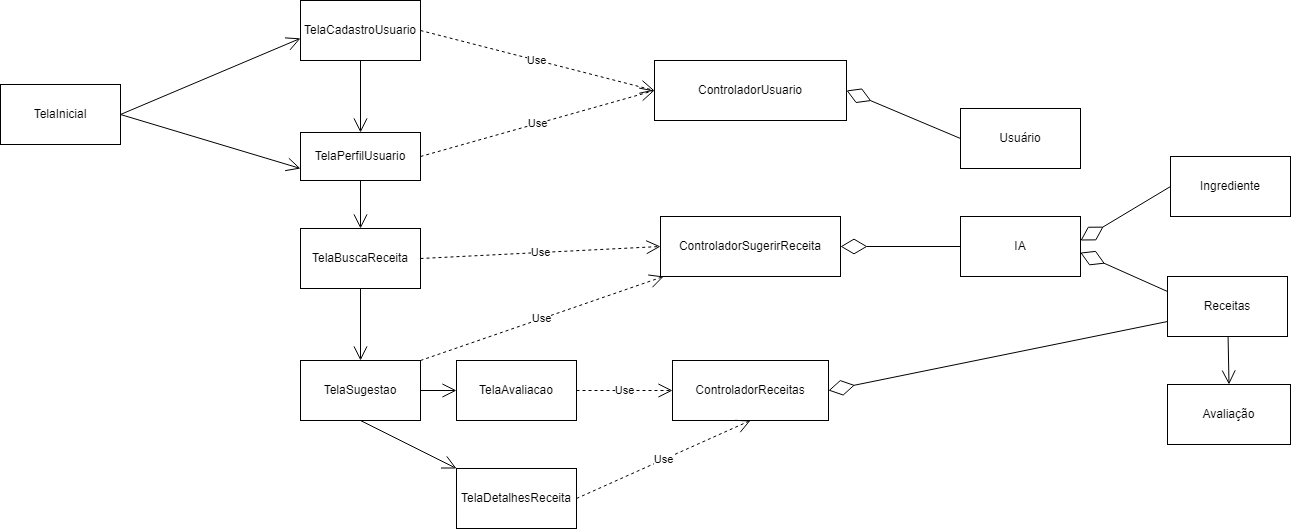 TelaCadastroUsuario
Use
ControladorUsuario
TelaInicial
Use
Usuário
TelaPerfilUsuario
Ingrediente
TelaBuscaReceita
Use
ControladorSugerirReceita
IA
Receitas
Use
TelaSugestao
TelaAvaliacao
Use
ControladorReceitas
Avaliação
Use
TelaDetalhesReceita